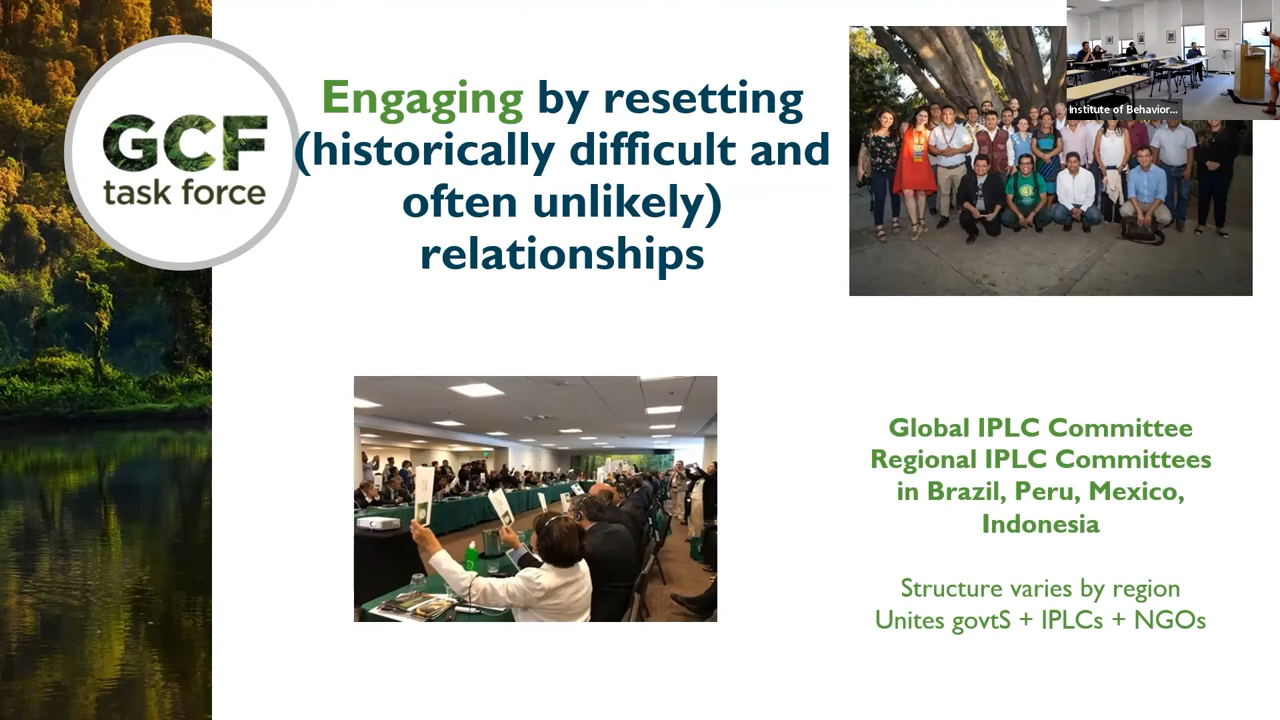 GCF
task force
Engaging by resetting
(historically difficult and
often unlikely)
relationships
Institute of Behavior...
Global IPLC Committee
Regional IPLC Committees
in Brazil, Peru, Mexico,
Indonesia
Structure varies by region
Unites govtS + IPLCs + NGOs